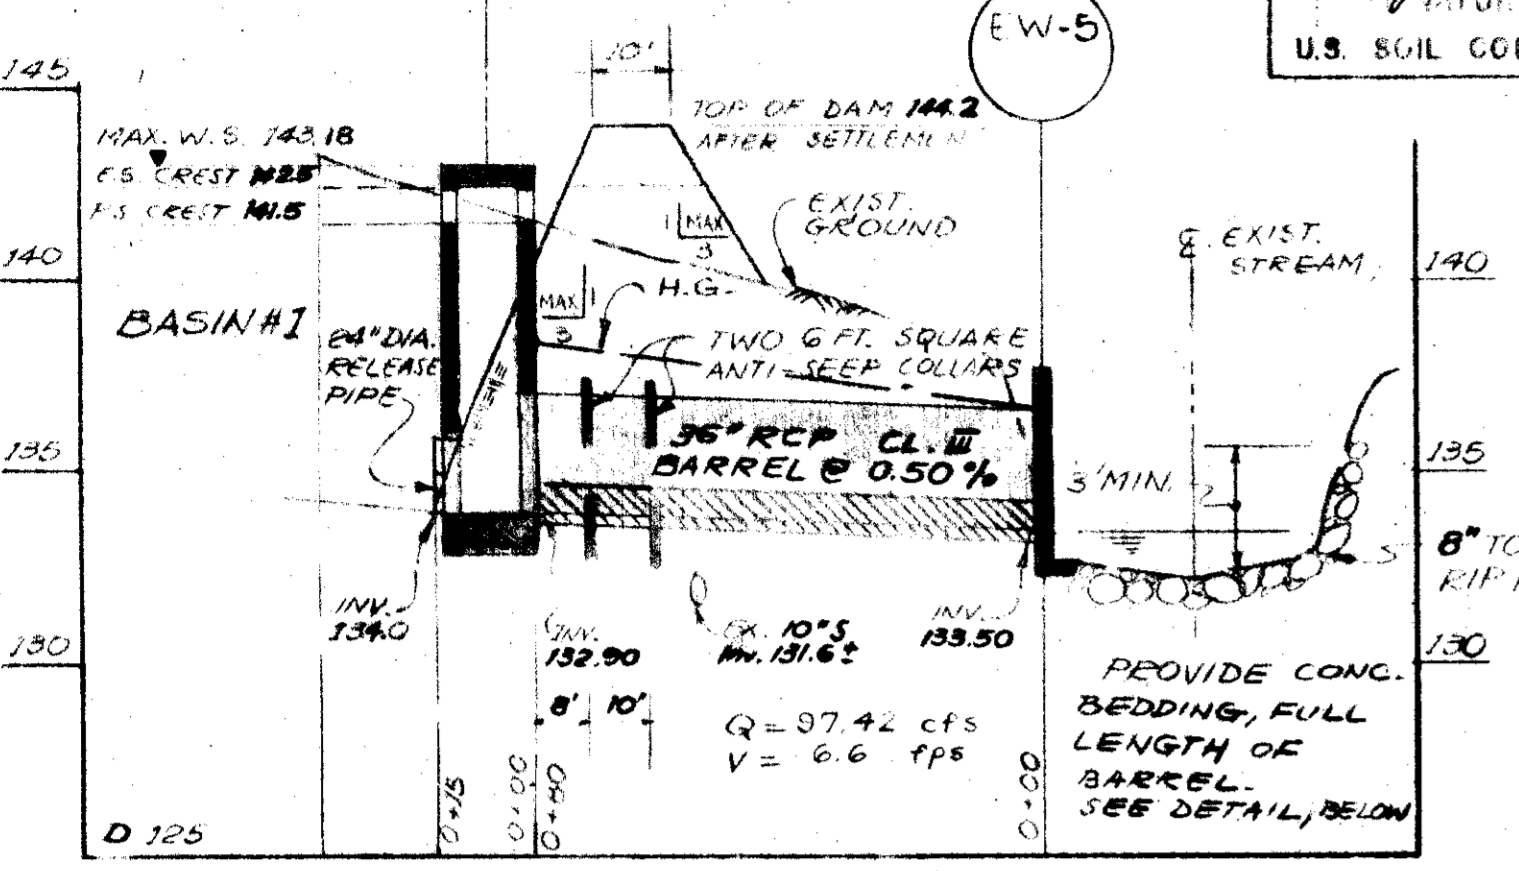 EW-5
U.S. SOIL
145
10'
TOP OF DAM 144.2
AFTER SETTLEMEN
MAX. W.S. 143.18
E.S. CREST 142.5
P.S. CREST 141.5
EXIST.
GROUND
1 MAX
3
℄ EXIST.
STREAM
140
140
H.G.
MAX 1
3
BASIN #1
24" DIA.
RELEASE
PIPE
TWO 6 FT. SQUARE
ANTI-SEEP COLLARS
36" RCP CL. III
BARREL @ 0.50%
135
135
3' MIN.
8" TO
RIP
INV.
134.0
INV.
132.90
EX. 10" S
INV. 131.6±
INV.
133.50
130
130
8' 10'
Q = 97.42 cfs
V = 6.6 fps
PROVIDE CONC.
BEDDING, FULL
LENGTH OF
BARREL.
SEE DETAIL, BELOW
0+15
0+00
0+00
D 125